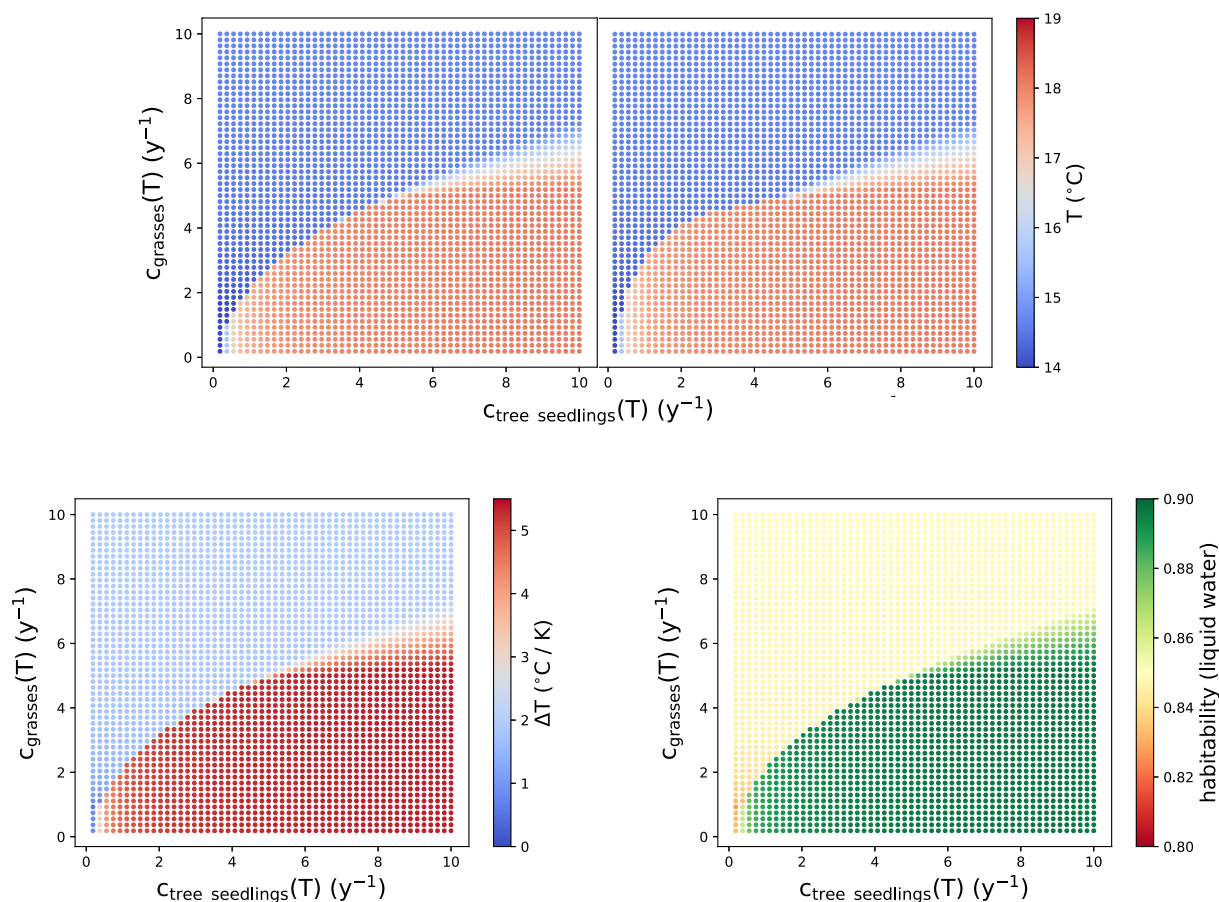 10
8
6
4
2
0
c_grasses(T) (y⁻¹)
0 2 4 6 8 10
0 2 4 6 8 10
c_tree seedlings(T) (y⁻¹)
19
18
17
16
15
14
T (°C)
10
8
6
4
2
0
c_grasses(T) (y⁻¹)
0 2 4 6 8 10
c_tree seedlings(T) (y⁻¹)
5
4
3
2
1
0
ΔT (°C / K)
10
8
6
4
2
0
c_grasses(T) (y⁻¹)
0 2 4 6 8 10
c_tree seedlings(T) (y⁻¹)
0.90
0.88
0.86
0.84
0.82
0.80
habitability (liquid water)